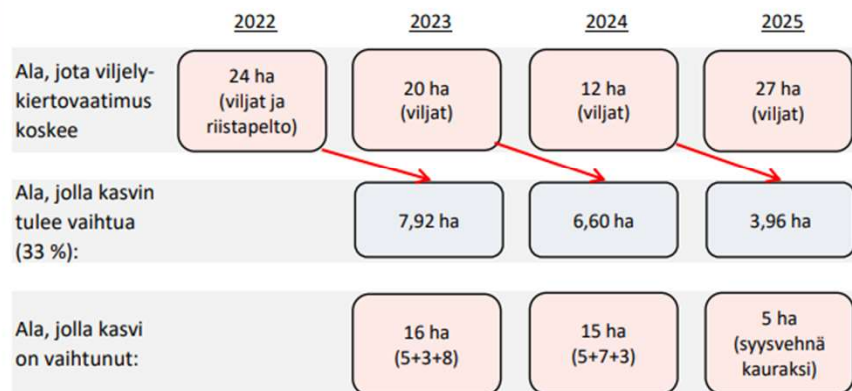 2022 2023 2024 2025
Ala, jota viljely-
kiertovaatimus
koskee
24 ha
(viljat ja
riistapelto)
20 ha
(viljat)
12 ha
(viljat)
27 ha
(viljat)
Ala, jolla kasvin
tulee vaihtua
(33 %):
7,92 ha
6,60 ha
3,96 ha
Ala, jolla kasvi
on vaihtunut:
16 ha
(5+3+8)
15 ha
(5+7+3)
5 ha
(syysvehnä
kauraksi)